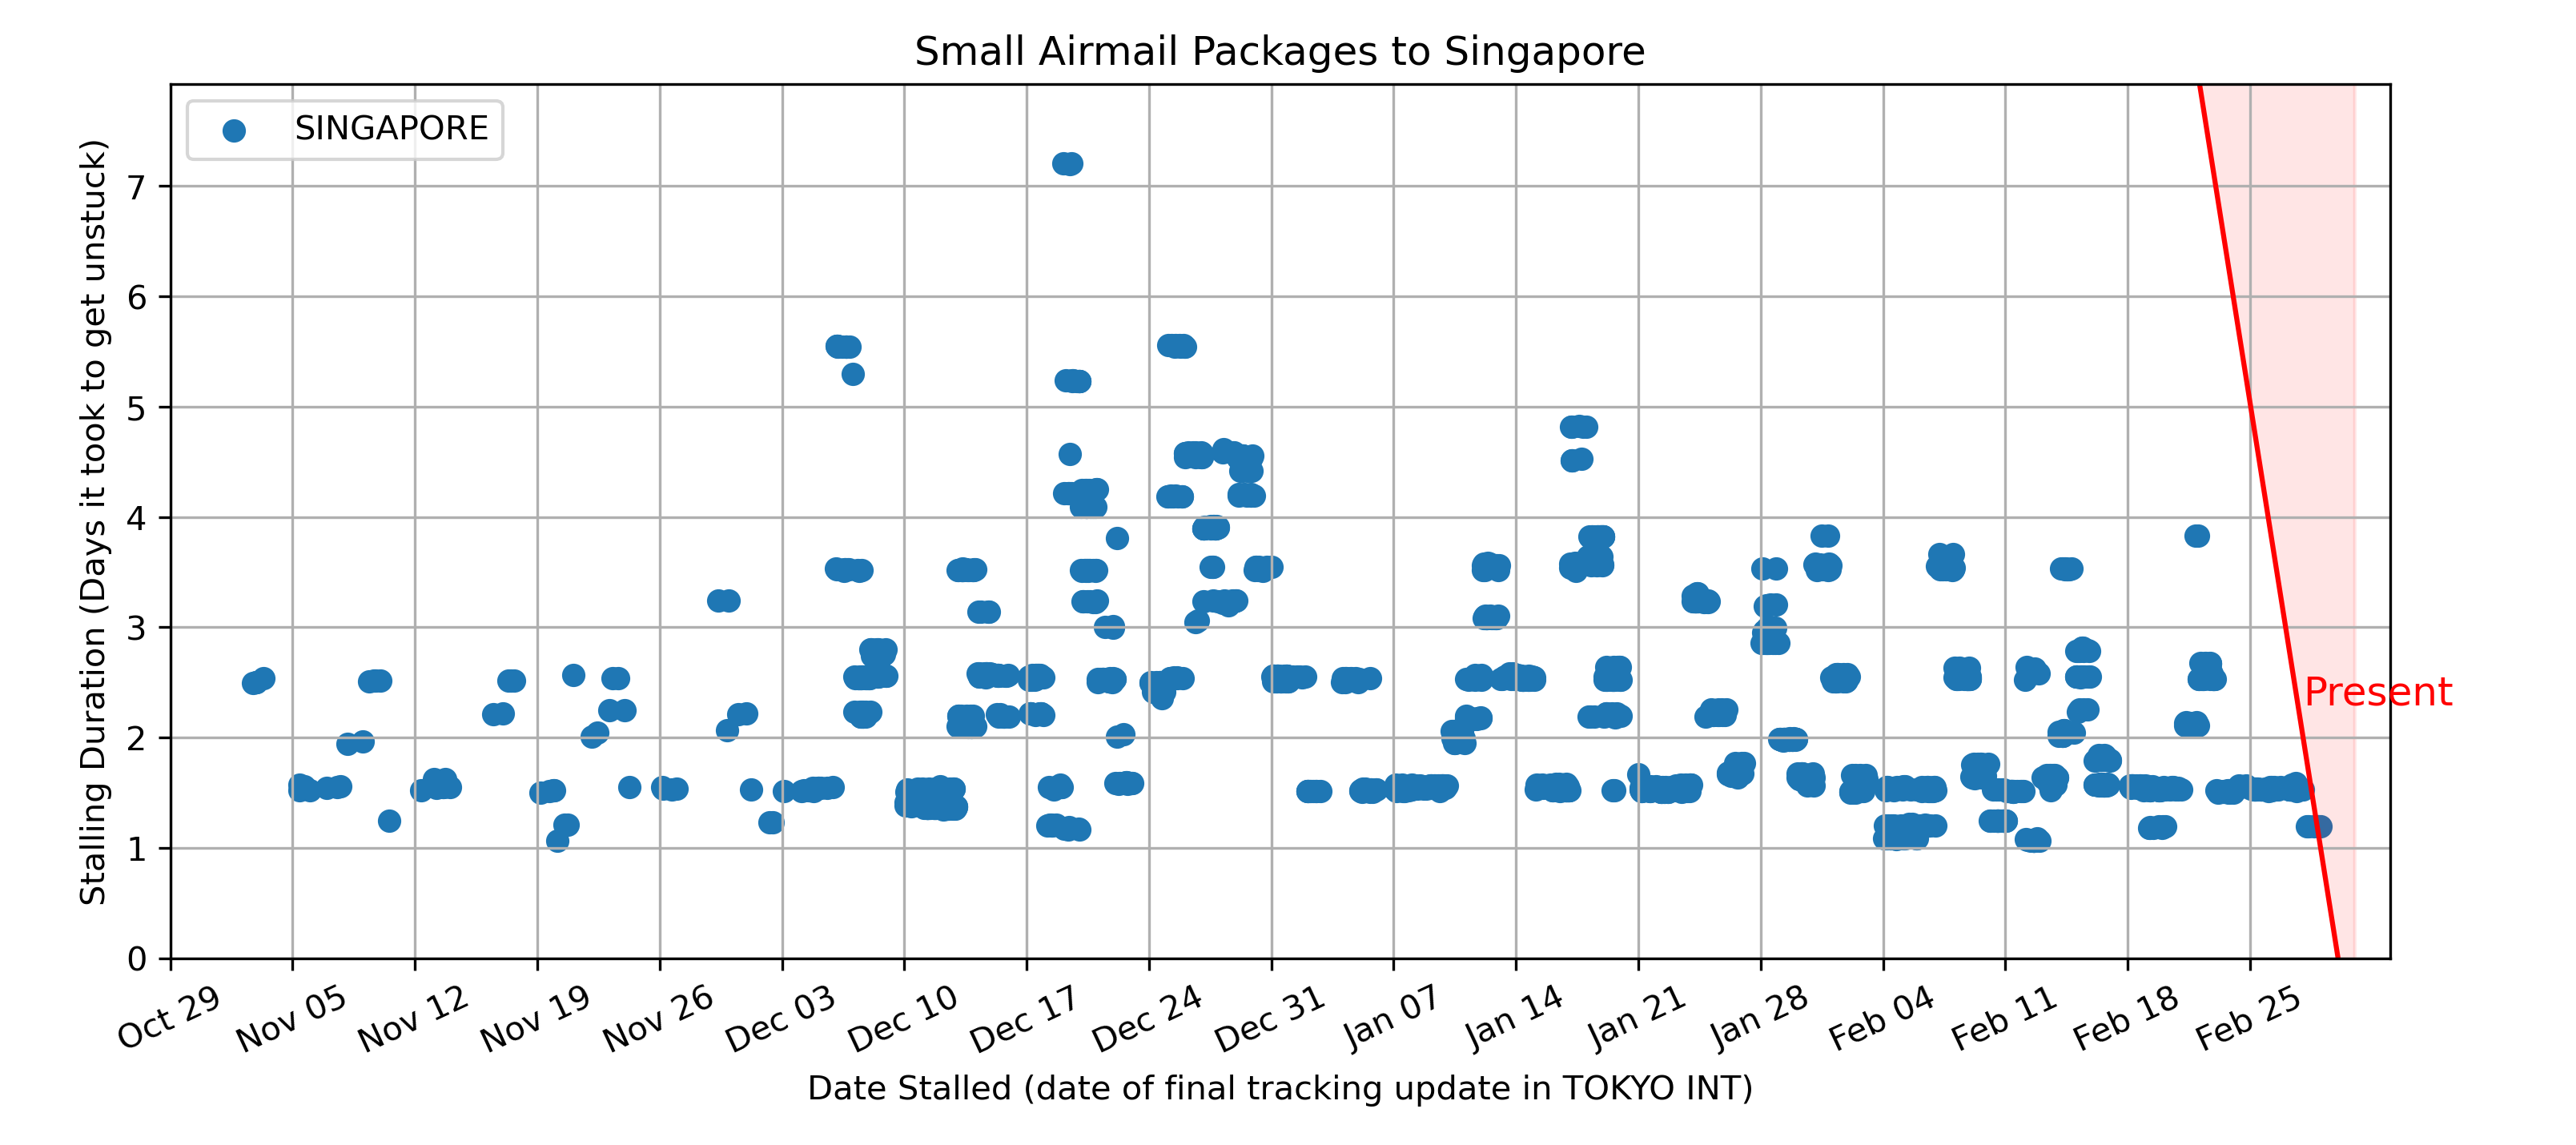 Small Airmail Packages to Singapore
SINGAPORE
Stalling Duration (Days it took to get unstuck)
7
6
5
4
3
2
1
0
Present
Oct 29
Nov 05
Nov 12
Nov 19
Nov 26
Dec 03
Dec 10
Dec 17
Dec 24
Dec 31
Jan 07
Jan 14
Jan 21
Jan 28
Feb 04
Feb 11
Feb 18
Feb 25
Date Stalled (date of final tracking update in TOKYO INT)